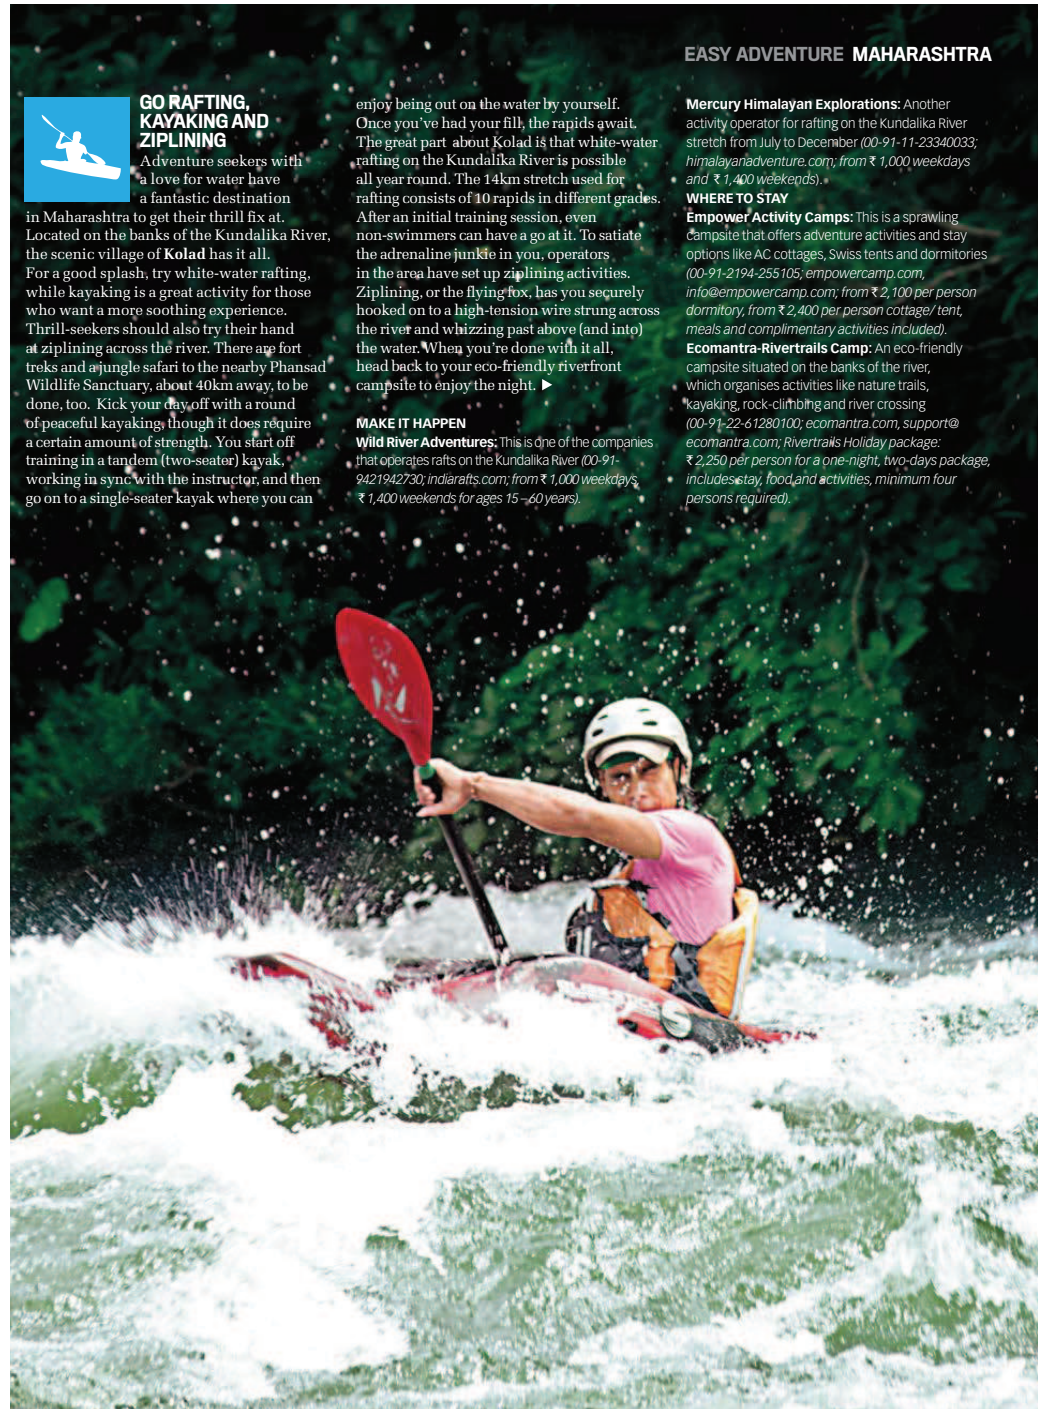 EASY ADVENTURE MAHARASHTRA
GO RAFTING,
KAYAKING AND
ZIPLINING
Adventure seekers with
a love for water have
a fantastic destination
in Maharashtra to get their thrill fix at.
Located on the banks of the Kundalika River,
the scenic village of Kolad has it all.
For a good splash, try white-water rafting,
while kayaking is a great activity for those
who want a more soothing experience.
Thrill-seekers should also try their hand
at ziplining across the river. There are fort
treks and a jungle safari to the nearby Phansad
Wildlife Sanctuary, about 40km away, to be
done, too. Kick your day off with a round
of peaceful kayaking, though it does require
a certain amount of strength. You start off
training in a tandem (two-seater) kayak,
working in sync with the instructor, and then
go on to a single-seater kayak where you can
enjoy being out on the water by yourself.
Once you've had your fill, the rapids await.
The great part about Kolad is that white-water
rafting on the Kundalika River is possible
all year round. The 14km stretch used for
rafting consists of 10 rapids in different grades.
After an initial training session, even
non-swimmers can have a go at it. To satiate
the adrenaline junkie in you, operators
in the area have set up ziplining activities.
Ziplining, or the flying fox, has you securely
hooked on to a high-tension wire strung across
the river and whizzing past above (and into)
the water. When you're done with it all,
head back to your eco-friendly riverfront
campsite to enjoy the night. ▶
MAKE IT HAPPEN
Wild River Adventures: This is one of the companies
that operates rafts on the Kundalika River (00-91-
9421942730; indiarafts.com; from ₹ 1,000 weekdays,
₹ 1,400 weekends for ages 15 – 60 years).
Mercury Himalayan Explorations: Another
activity operator for rafting on the Kundalika River
stretch from July to December (00-91-11-23340033;
himalayanadventure.com; from ₹ 1,000 weekdays
and ₹ 1,400 weekends).
WHERE TO STAY
Empower Activity Camps: This is a sprawling
campsite that offers adventure activities and stay
options like AC cottages, Swiss tents and dormitories
(00-91-2194-255105; empowercamp.com,
info@empowercamp.com; from ₹ 2,100 per person
dormitory, from ₹ 2,400 per person cottage/ tent,
meals and complimentary activities included).
Ecomantra-Rivertrails Camp: An eco-friendly
campsite situated on the banks of the river,
which organises activities like nature trails,
kayaking, rock-climbing and river crossing
(00-91-22-61280100; ecomantra.com, support@
ecomantra.com; Rivertrails Holiday package:
₹ 2,250 per person for a one-night, two-days package,
includes stay, food and activities, minimum four
persons required).